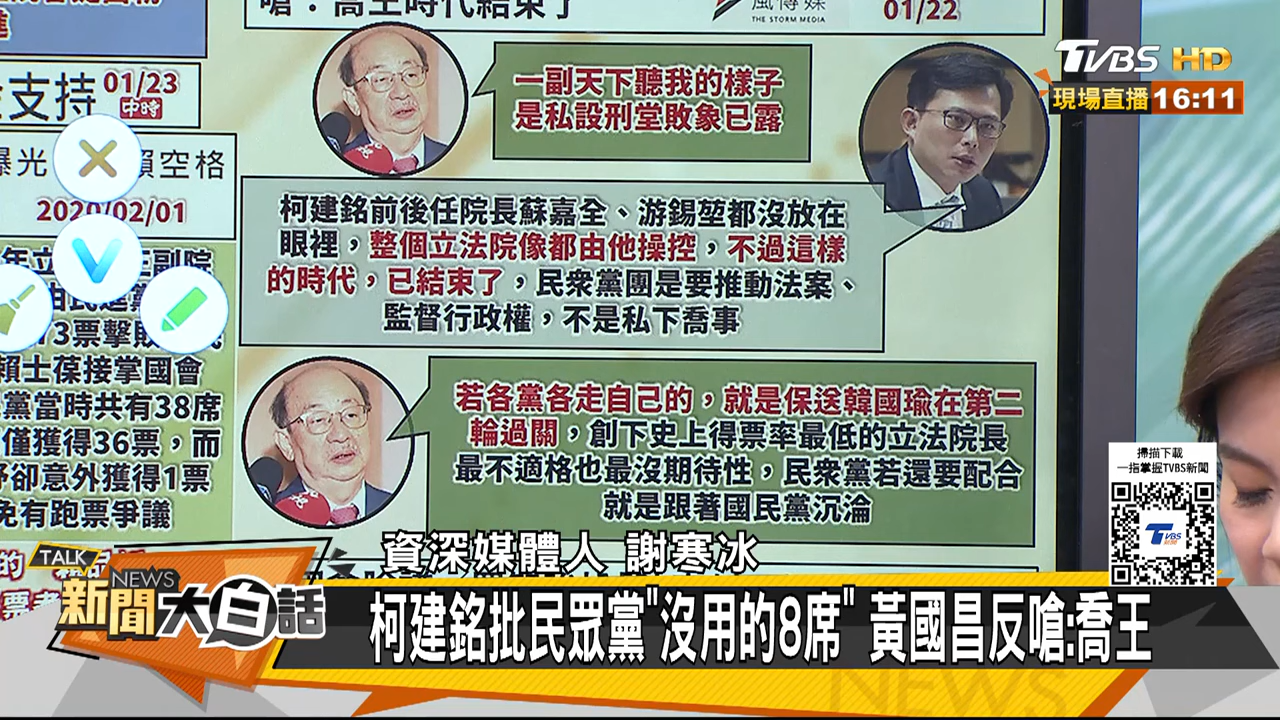 嗆：喬王時代結束了
風傳媒
THE STORM MEDIA
01/22
TVBS HD
現場直播 16:11
支持 01/23
中時
一副天下聽我的樣子
是私設刑堂敗象已露
曝光 賴空格
2020/02/01
柯建銘前後任院長蘇嘉全、游錫堃都沒放在
眼裡，整個立法院像都由他操控，不過這樣
的時代，已結束了，民眾黨團是要推動法案、
監督行政權，不是私下喬事
73票擊敗
賴士葆接掌國會
黨當時共有38席
僅獲得36票，而
卻意外獲得1票
免有跑票爭議
若各黨各走自己的，就是保送韓國瑜在第二
輪過關，創下史上得票率最低的立法院長
最不適格也最沒期待性，民眾黨若還要配合
就是跟著國民黨沉淪
掃描下載
一指掌握TVBS新聞
TVBS
新聞
資深媒體人 謝寒冰
TALK
NEWS
新聞大白話
柯建銘批民眾黨"沒用的8席" 黃國昌反嗆:喬王
NEWS